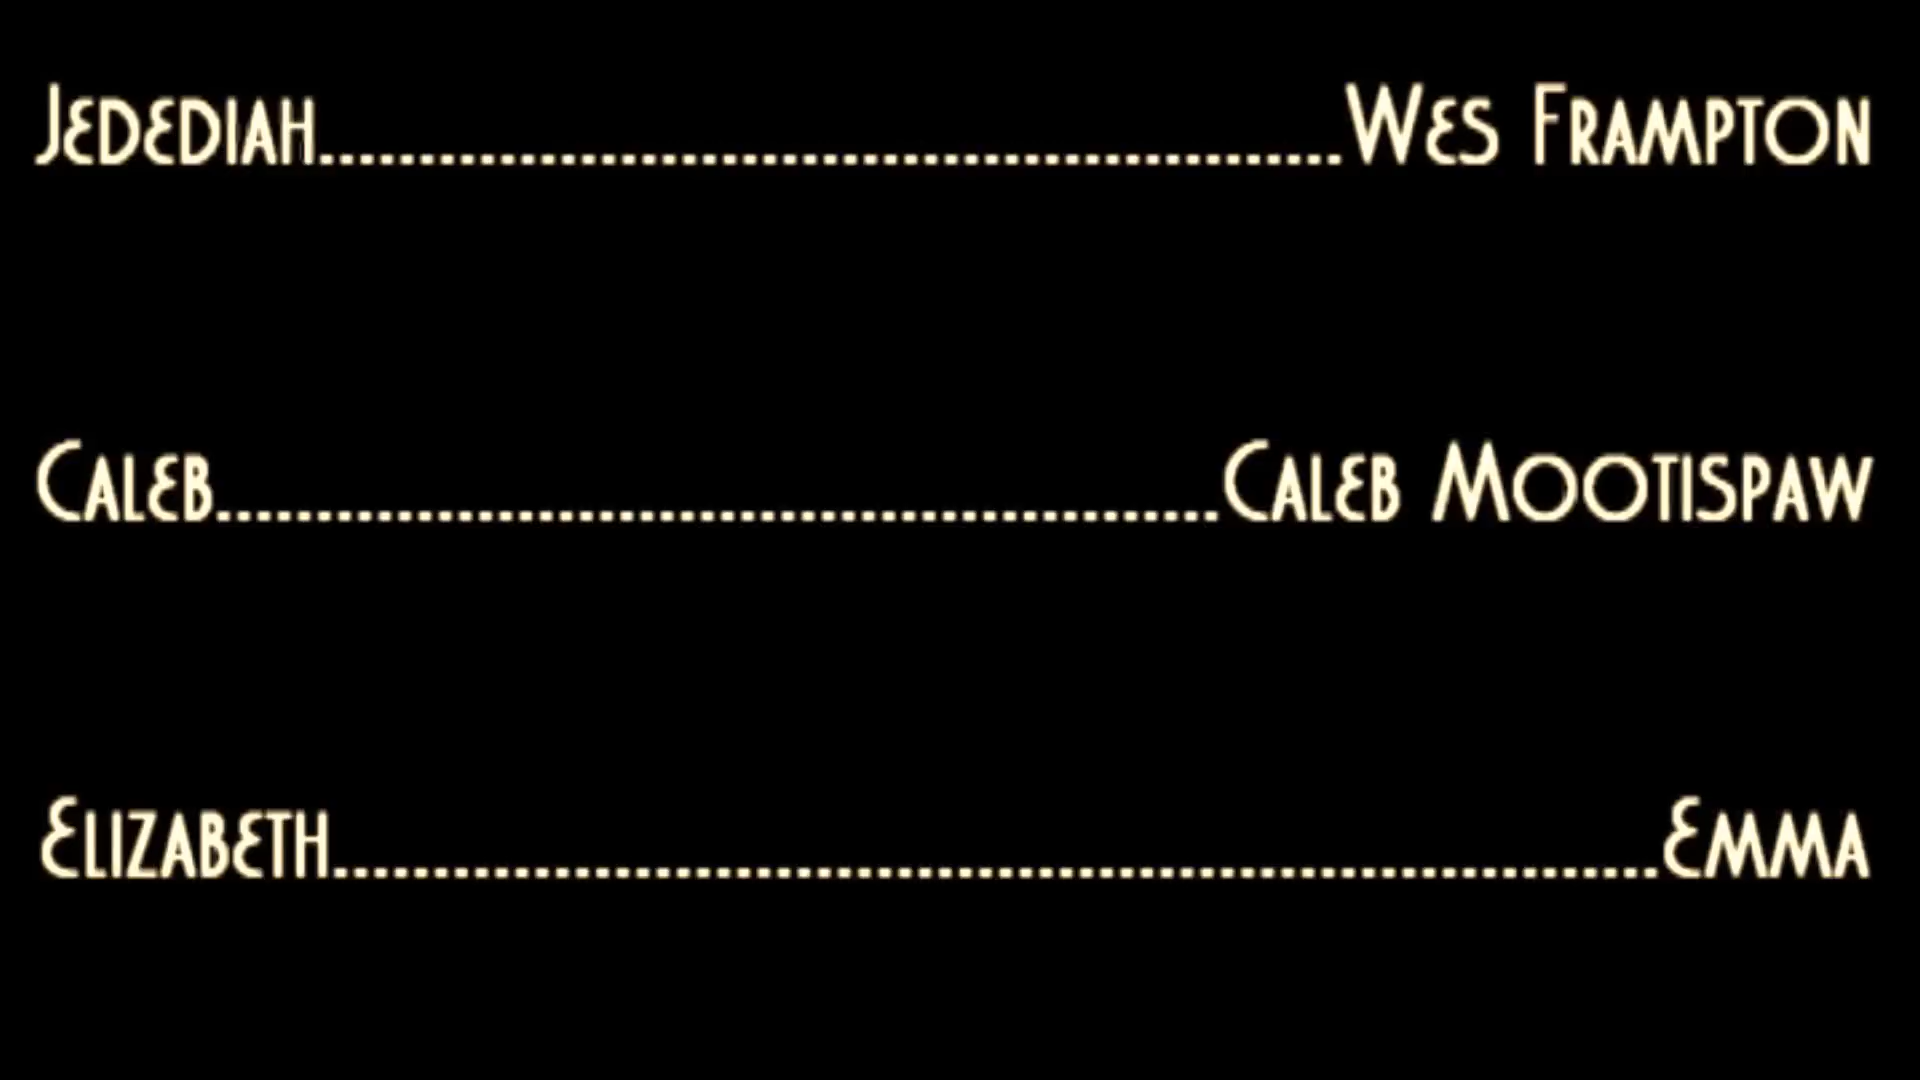 Jedediah...................................................Wes Frampton
Caleb..................................................Caleb Mootispaw
Elizabeth..................................................................Emma